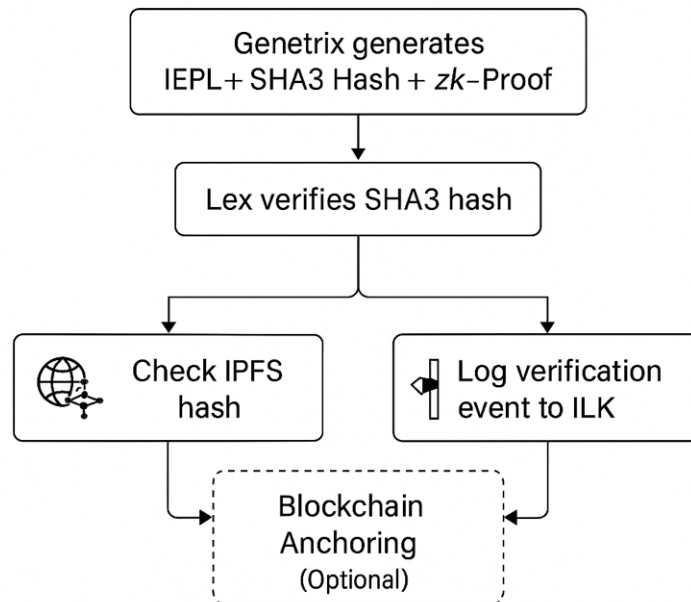 Genetrix generates
IEPL+ SHA3 Hash + zk–Proof
Lex verifies SHA3 hash
Check IPFS
hash
Log verification
event to ILK
Blockchain
Anchoring
(Optional)